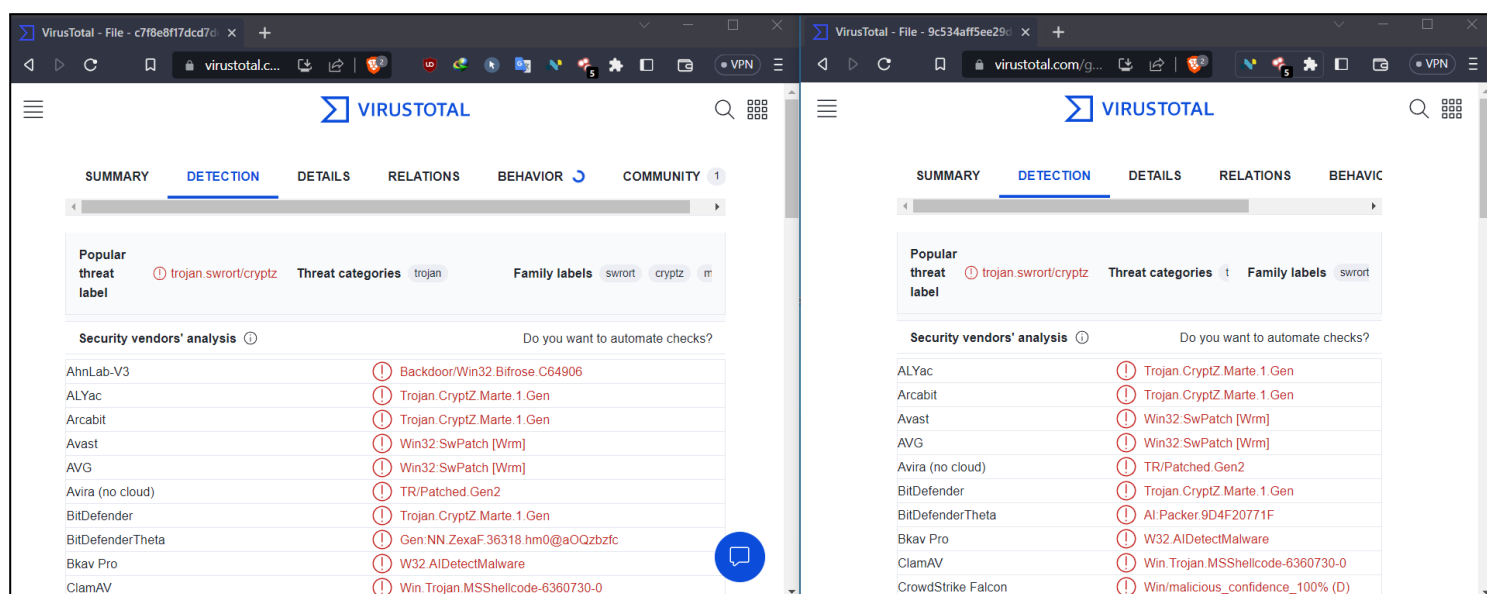 VirusTotal - File - c7f8e8f17dcd7d
virustotal.c...
2
5
VPN
VIRUSTOTAL
SUMMARY DETECTION DETAILS RELATIONS BEHAVIOR COMMUNITY 1
Popular
threat
label
trojan.swrort/cryptz Threat categories trojan Family labels swrort cryptz m
Security vendors' analysis Do you want to automate checks?
AhnLab-V3 Backdoor/Win32.Bifrose.C64906
ALYac Trojan.CryptZ.Marte.1.Gen
Arcabit Trojan.CryptZ.Marte.1.Gen
Avast Win32:SwPatch [Wrm]
AVG Win32:SwPatch [Wrm]
Avira (no cloud) TR/Patched.Gen2
BitDefender Trojan.CryptZ.Marte.1.Gen
BitDefenderTheta Gen:NN.ZexaF.36318.hm0@aOQzbzfc
Bkav Pro W32.AIDetectMalware
ClamAV Win.Trojan.MSShellcode-6360730-0
VirusTotal - File - 9c534aff5ee29d
virustotal.com/g...
2
5
VPN
VIRUSTOTAL
SUMMARY DETECTION DETAILS RELATIONS BEHAVIO
Popular
threat
label
trojan.swrort/cryptz Threat categories t Family labels swrort
Security vendors' analysis Do you want to automate checks?
ALYac Trojan.CryptZ.Marte.1.Gen
Arcabit Trojan.CryptZ.Marte.1.Gen
Avast Win32:SwPatch [Wrm]
AVG Win32:SwPatch [Wrm]
Avira (no cloud) TR/Patched.Gen2
BitDefender Trojan.CryptZ.Marte.1.Gen
BitDefenderTheta AI:Packer.9D4F20771F
Bkav Pro W32.AIDetectMalware
ClamAV Win.Trojan.MSShellcode-6360730-0
CrowdStrike Falcon Win/malicious_confidence_100% (D)